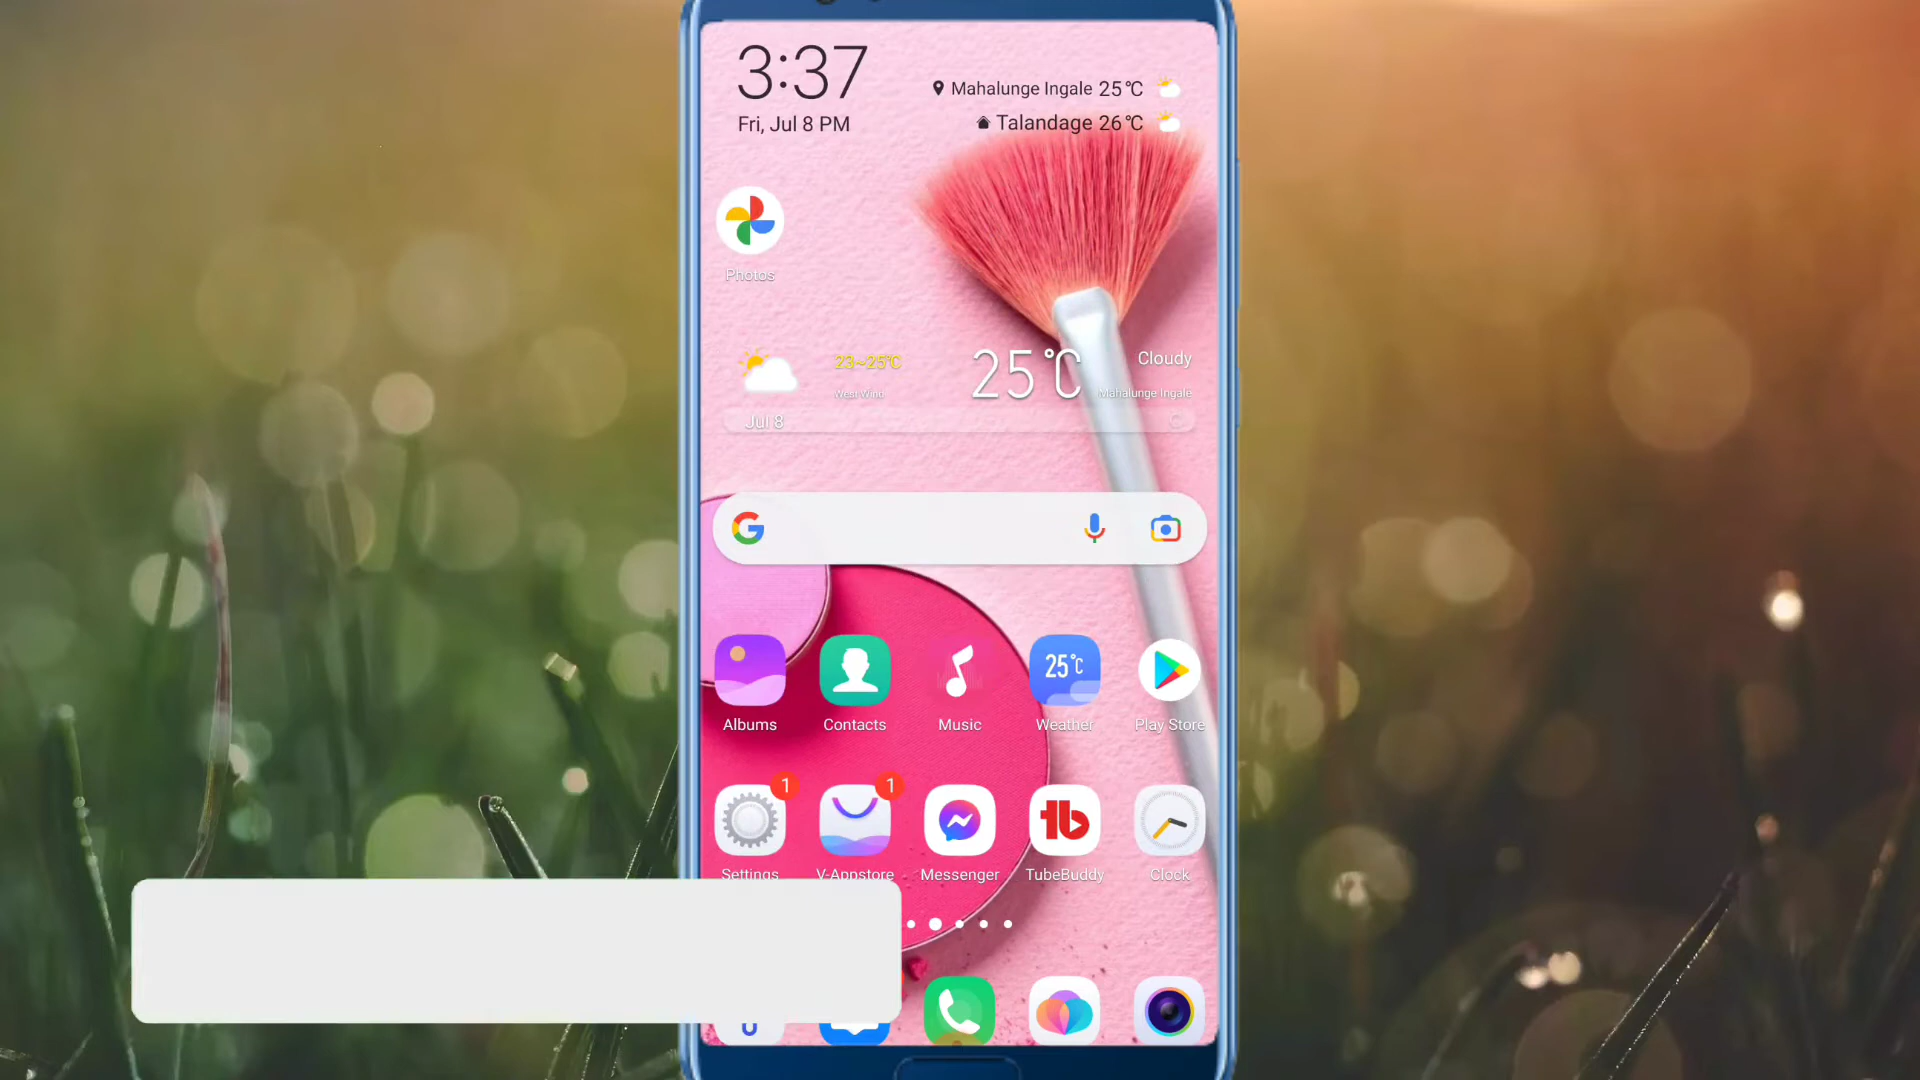 3:37
Fri, Jul 8 PM
Mahalunge Ingale 25℃
Talandage 26℃
Photos
23~25℃
West Wind
25℃
Cloudy
Mahalunge Ingale
Jul 8
25℃
Albums
Contacts
Music
Weather
Play Store
1
1
Settings
V-Appstore
Messenger
TubeBuddy
Clock